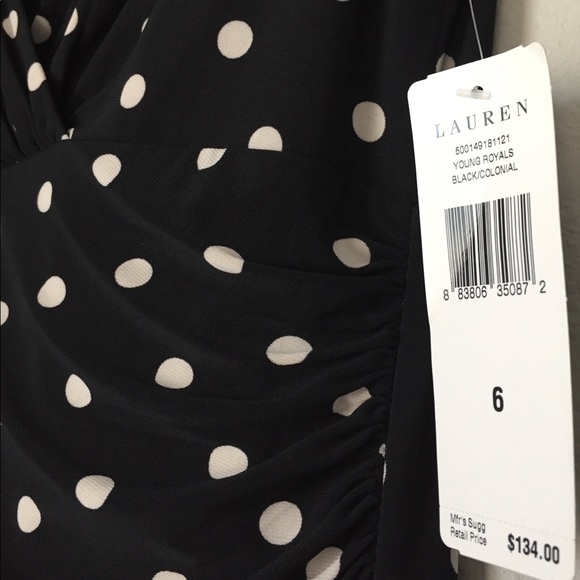 LAUREN
500149181121
YOUNG ROYALS
BLACK/COLONIAL
8 83806 35087 2
6
Mfr's Sugg
Retail Price $134.00